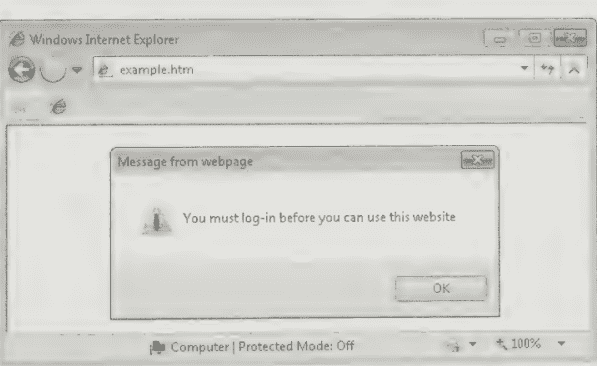 Windows Internet Explorer
example.htm
Message from webpage
You must log-in before you can use this website
OK
Computer | Protected Mode: Off
100%